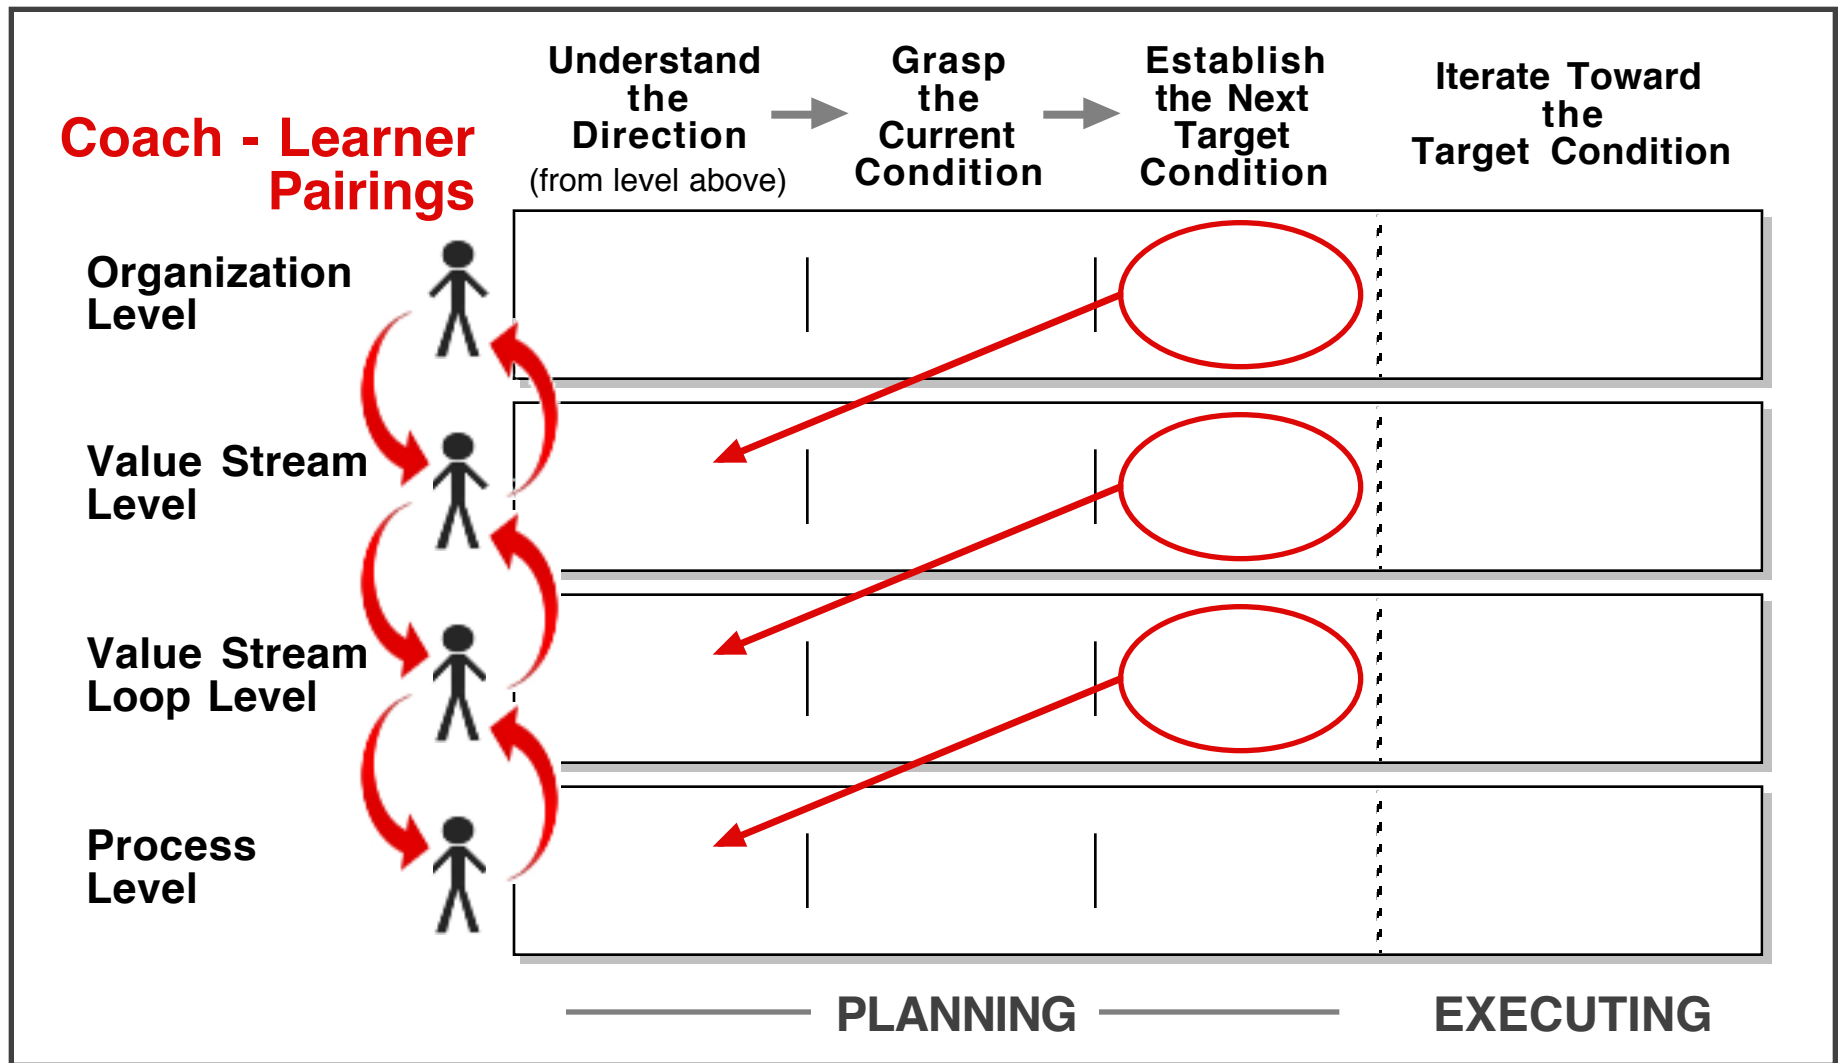 Understand
the
Direction
(from level above)
Grasp
the
Current
Condition
Establish
the Next
Target
Condition
Iterate Toward
the
Target Condition
Coach - Learner
Pairings
Organization
Level
Value Stream
Level
Value Stream
Loop Level
Process
Level
PLANNING
EXECUTING